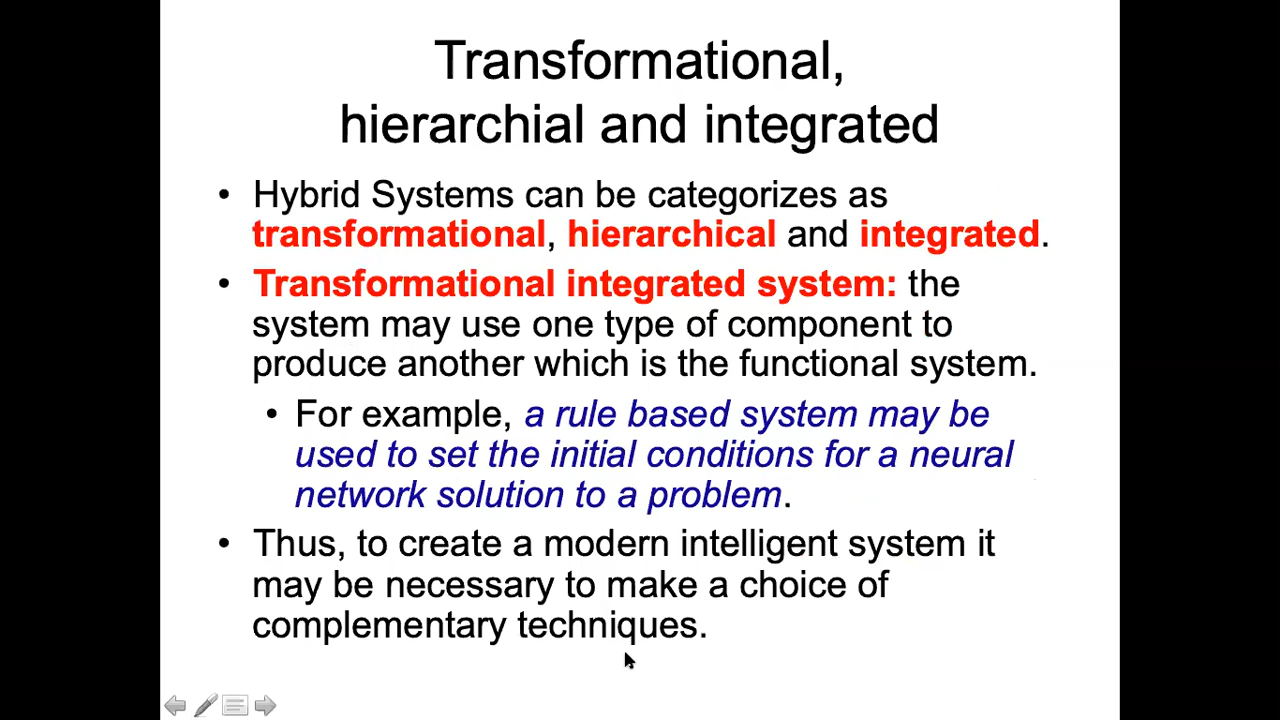 Transformational,
hierarchial and integrated
• Hybrid Systems can be categorizes as
transformational, hierarchical and integrated.
• Transformational integrated system: the
system may use one type of component to
produce another which is the functional system.
• For example, a rule based system may be
used to set the initial conditions for a neural
network solution to a problem.
• Thus, to create a modern intelligent system it
may be necessary to make a choice of
complementary techniques.